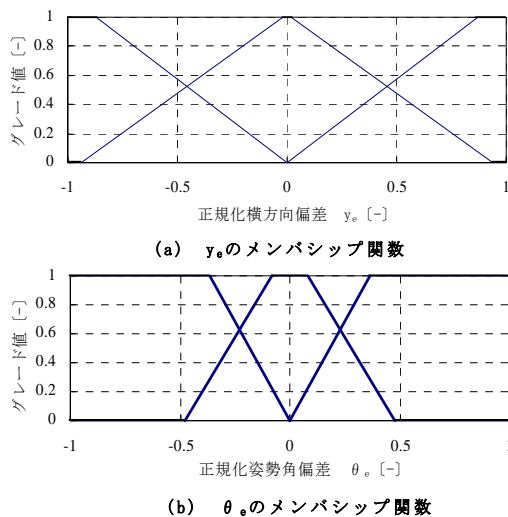 1
0.8
0.6
0.4
0.2
0
グレード値〔-〕
-1 -0.5 0 0.5 1
正規化横方向偏差 yₑ〔-〕
(a) yₑのメンバシップ関数
1
0.8
0.6
0.4
0.2
0
グレード値〔-〕
-1 -0.5 0 0.5 1
正規化姿勢角偏差 θₑ〔-〕
(b) θₑのメンバシップ関数